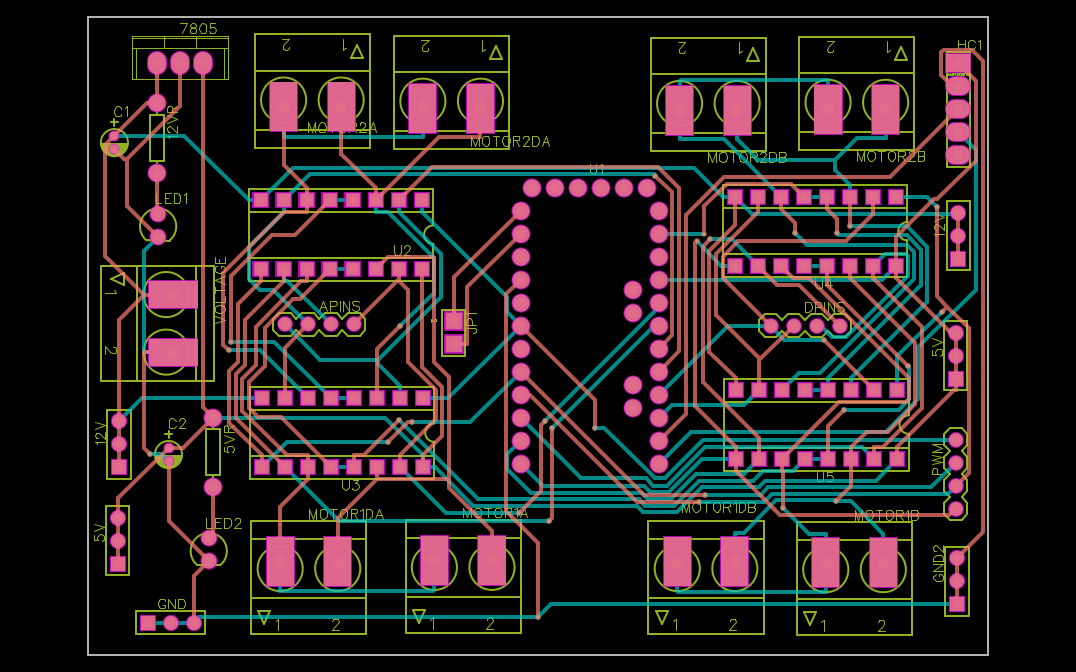 7805
2 1
2 1
2 1
2 1
HC1
C1
+
12VR
MOTOR2A
MOTOR2DA
MOTOR2DB
MOTOR2B
U1
LED1
12V
U2
U4
VOLTAGE
1
2
APINS
JP1
DPINS
5V
12V
C2
+
5VR
PWM
U3
U5
5V
LED2
MOTOR1DA
MOTOR1A
MOTOR1DB
MOTOR1B
GND2
GND
1 2
1 2
1 2
1 2